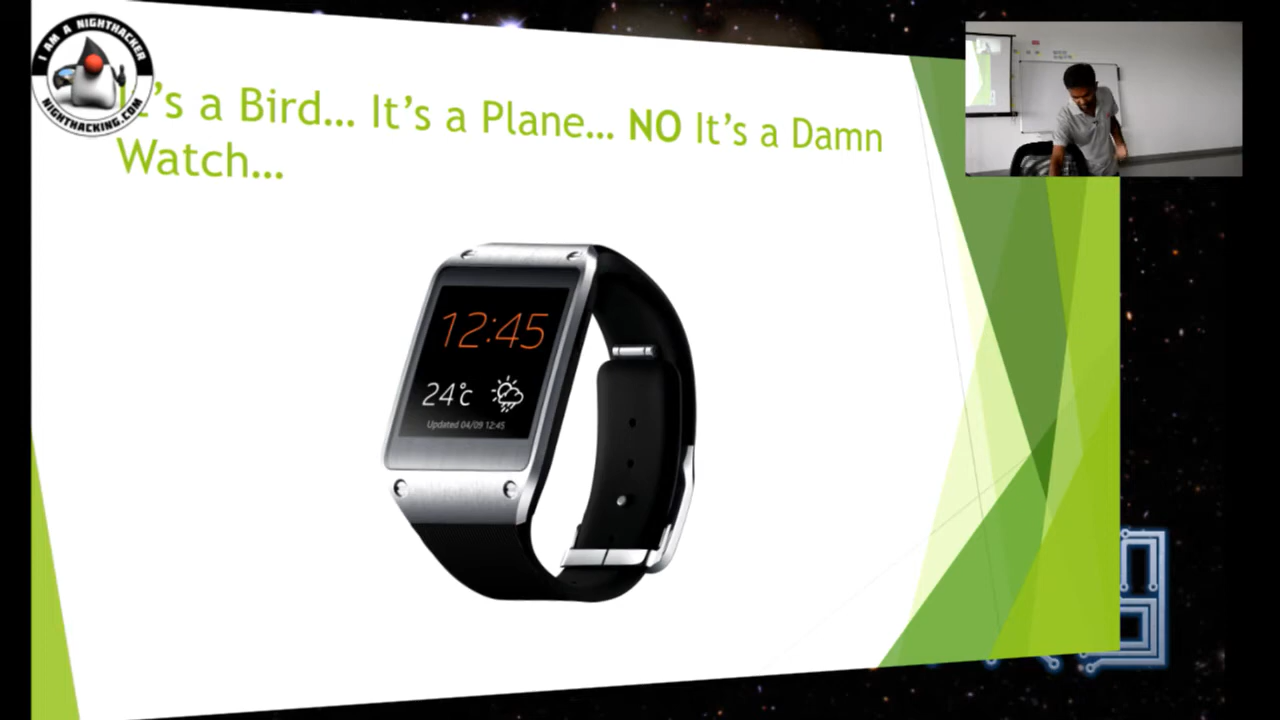 I AM A NIGHTHACKER
NIGHTHACKING.COM
It's a Bird... It's a Plane... NO It's a Damn
Watch...
12:45
24°c
Updated 04/09 12:45